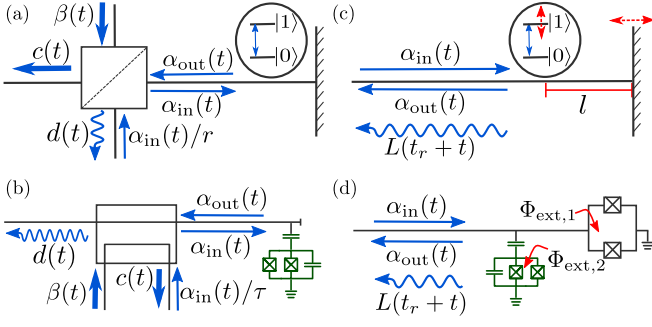 (a)
β(t)
c(t)
α_out(t)
α_in(t)
d(t)
α_in(t)/r
|1⟩
|0⟩
(b)
α_out(t)
α_in(t)
d(t)
β(t)
c(t)
α_in(t)/τ
(c)
|1⟩
|0⟩
α_in(t)
α_out(t)
L(t_r + t)
l
(d)
α_in(t)
α_out(t)
L(t_r + t)
Φ_ext,1
Φ_ext,2